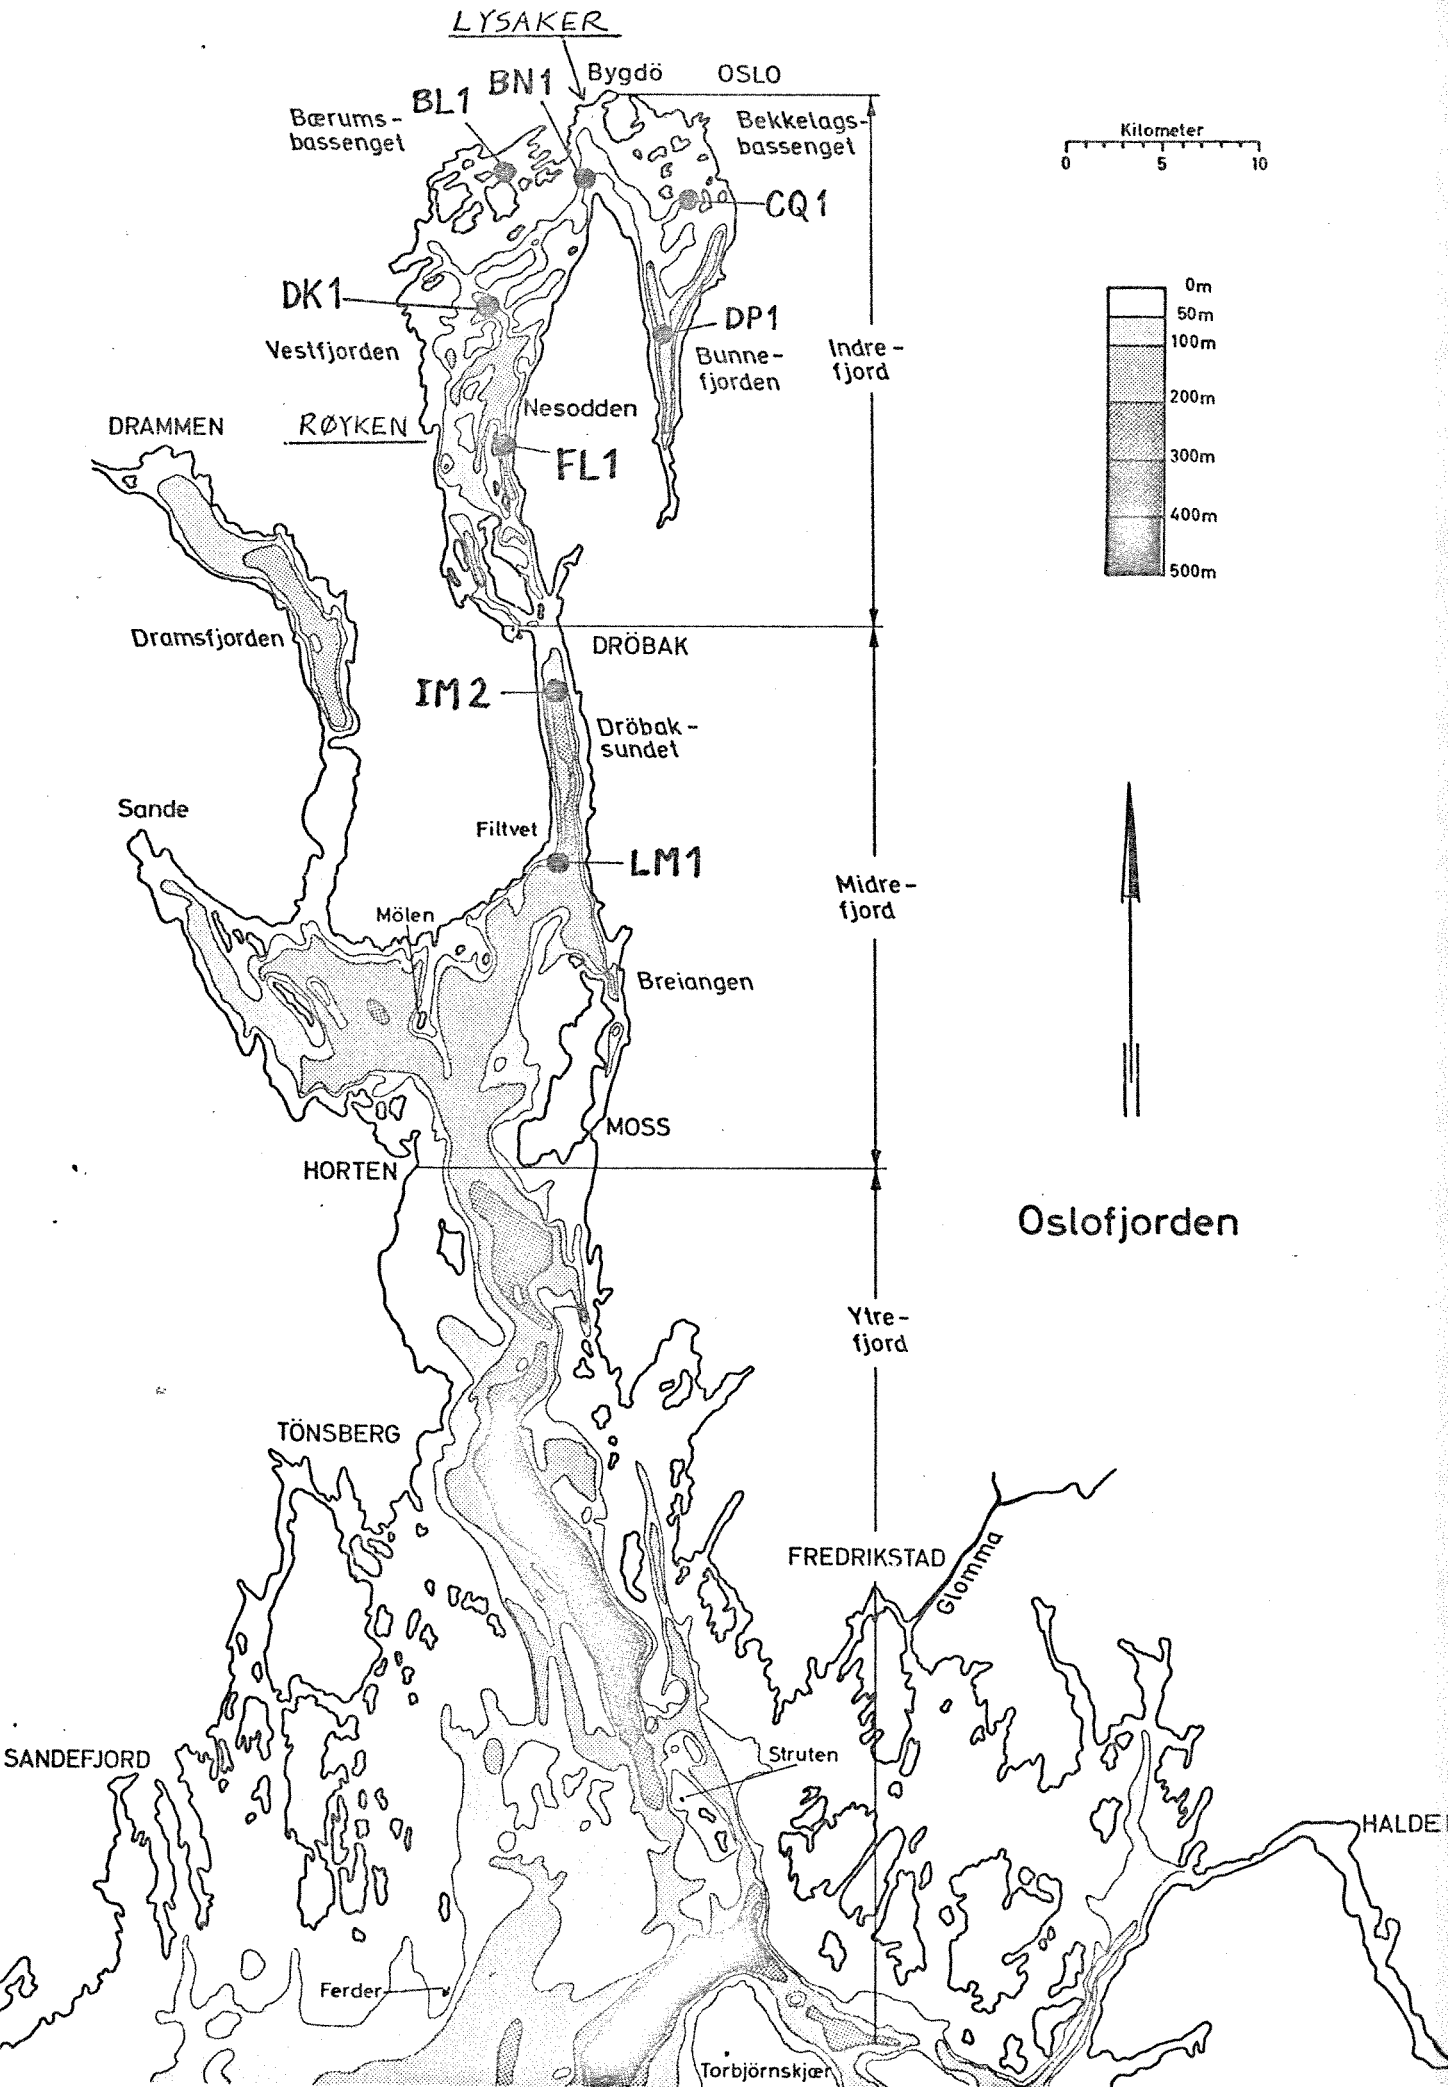 LYSAKER
Bygdö
OSLO
BN1
BL1
Bærums-
bassenget
Bekkelags-
bassenget
Kilometer
0 5 10
CQ1
DK1
DP1
Vestfjorden
Bunne-
fjorden
Indre-
fjord
0m
50m
100m
200m
300m
400m
500m
Nesodden
DRAMMEN
RØYKEN
FL1
Dramsfjorden
DRÖBAK
IM2
Dröbak-
sundet
Sande
Filtvet
LM1
Midre-
fjord
Mölen
Breiangen
MOSS
HORTEN
Oslofjorden
Ytre-
fjord
TÖNSBERG
FREDRIKSTAD
Glomma
SANDEFJORD
Struten
HALDE
Ferder
Torbjörnskjær